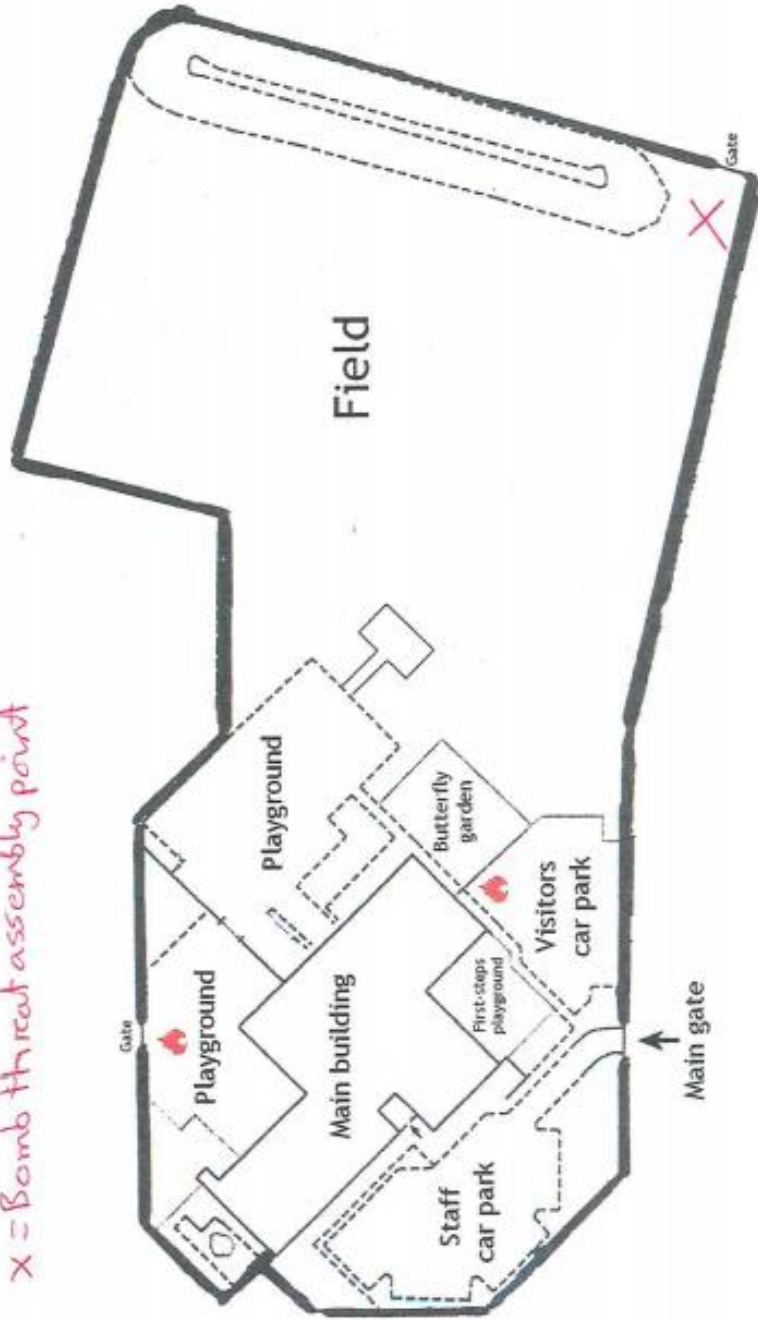 x = Bomb threat assembly point
Gate
Playground
Playground
Main building
Staff
car park
First-steps
playground
Butterfly
garden
Visitors
car park
Main gate
Field
Gate
X